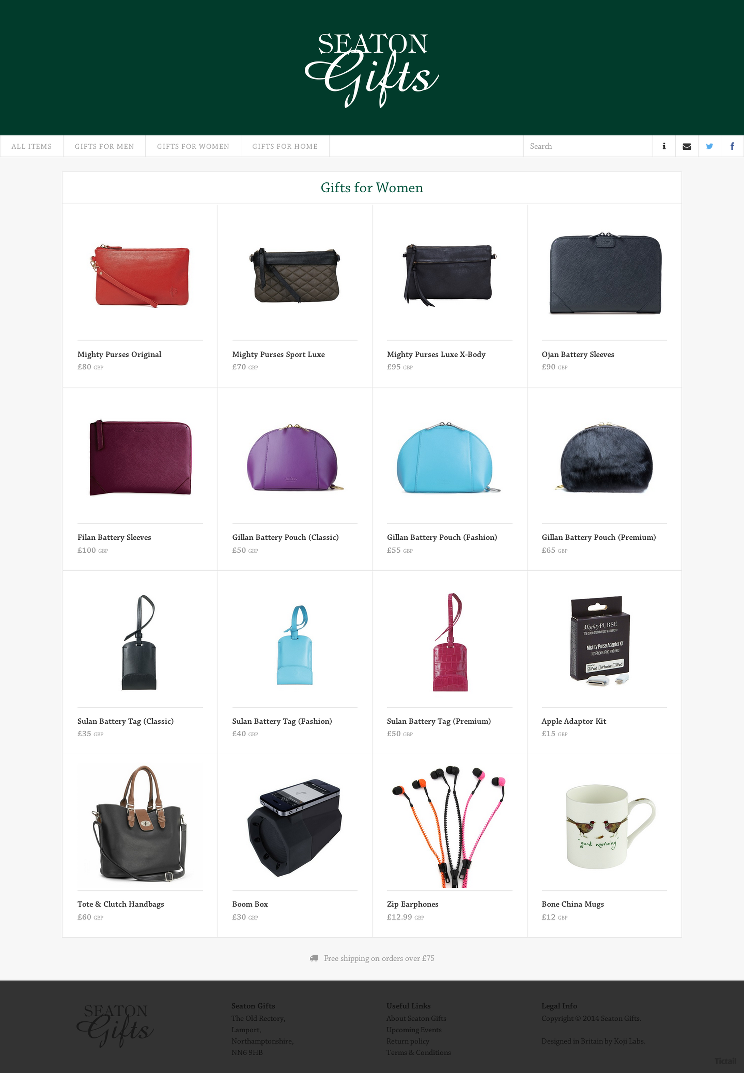 SEATON
Gifts
ALL ITEMS GIFTS FOR MEN GIFTS FOR WOMEN GIFTS FOR HOME Search
Gifts for Women
Mighty Purses Original
£80 GBP
Mighty Purses Sport Luxe
£70 GBP
Mighty Purses Luxe X-Body
£95 GBP
Ojan Battery Sleeves
£90 GBP
Filan Battery Sleeves
£100 GBP
Gillan Battery Pouch (Classic)
£50 GBP
Gillan Battery Pouch (Fashion)
£55 GBP
Gillan Battery Pouch (Premium)
£65 GBP
Sulan Battery Tag (Classic)
£35 GBP
Sulan Battery Tag (Fashion)
£40 GBP
Sulan Battery Tag (Premium)
£50 GBP
Mighty Purse Adaptor Kit
Apple Adaptor Kit
£15 GBP
Tote & Clutch Handbags
£60 GBP
Boom Box
£30 GBP
Zip Earphones
£12.99 GBP
good morning
Bone China Mugs
£12 GBP
Free shipping on orders over £75
SEATON
Gifts
Seaton Gifts
The Old Rectory,
Lamport,
Northamptonshire,
Useful Links
About Seaton Gifts
Upcoming Events
Return policy
Terms & Conditions
Legal Info
Copyright © 2014 Seaton Gifts.
Designed in Britain by Koji Labs.